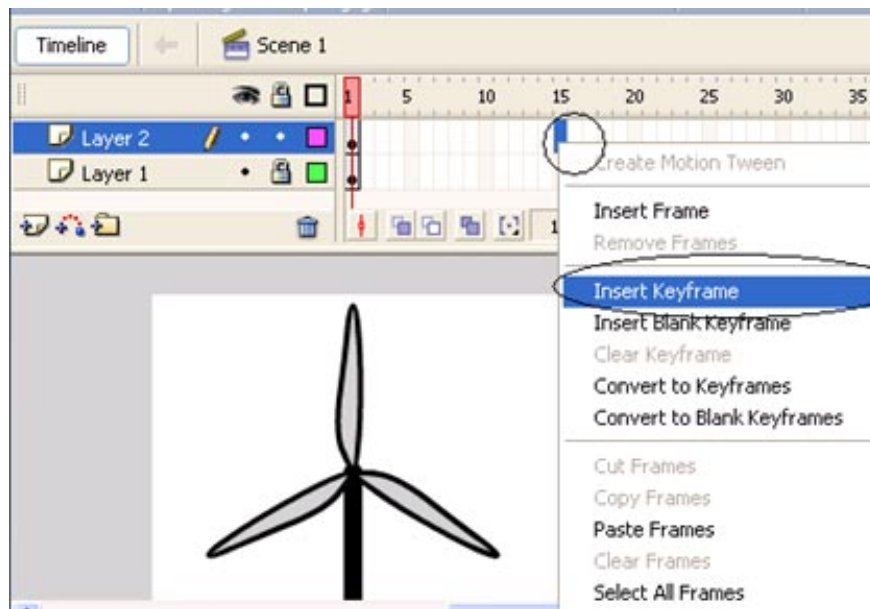 Timeline
Scene 1
1 5 10 15 20 25 30 35
Layer 2
Layer 1
1
Create Motion Tween
Insert Frame
Remove Frames
Insert Keyframe
Insert Blank Keyframe
Clear Keyframe
Convert to Keyframes
Convert to Blank Keyframes
Cut Frames
Copy Frames
Paste Frames
Clear Frames
Select All Frames